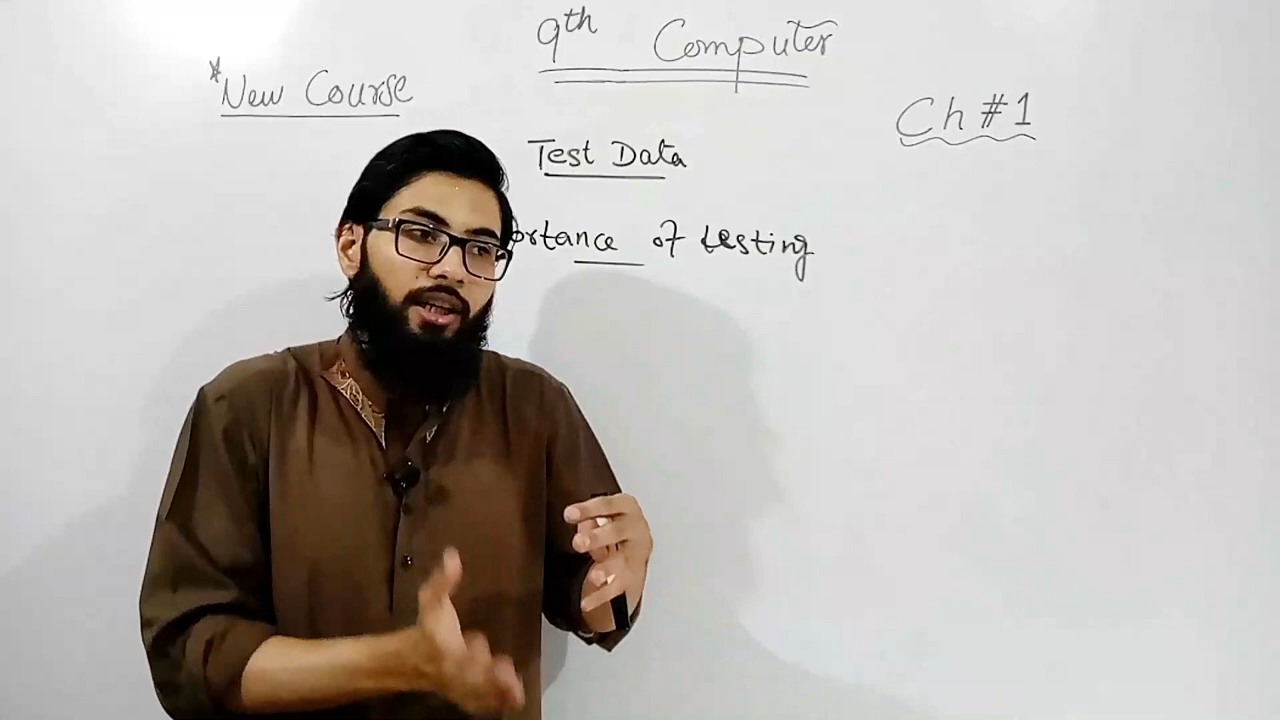 9th Computer
*New Course
Ch #1
Test Data
ortance of testing